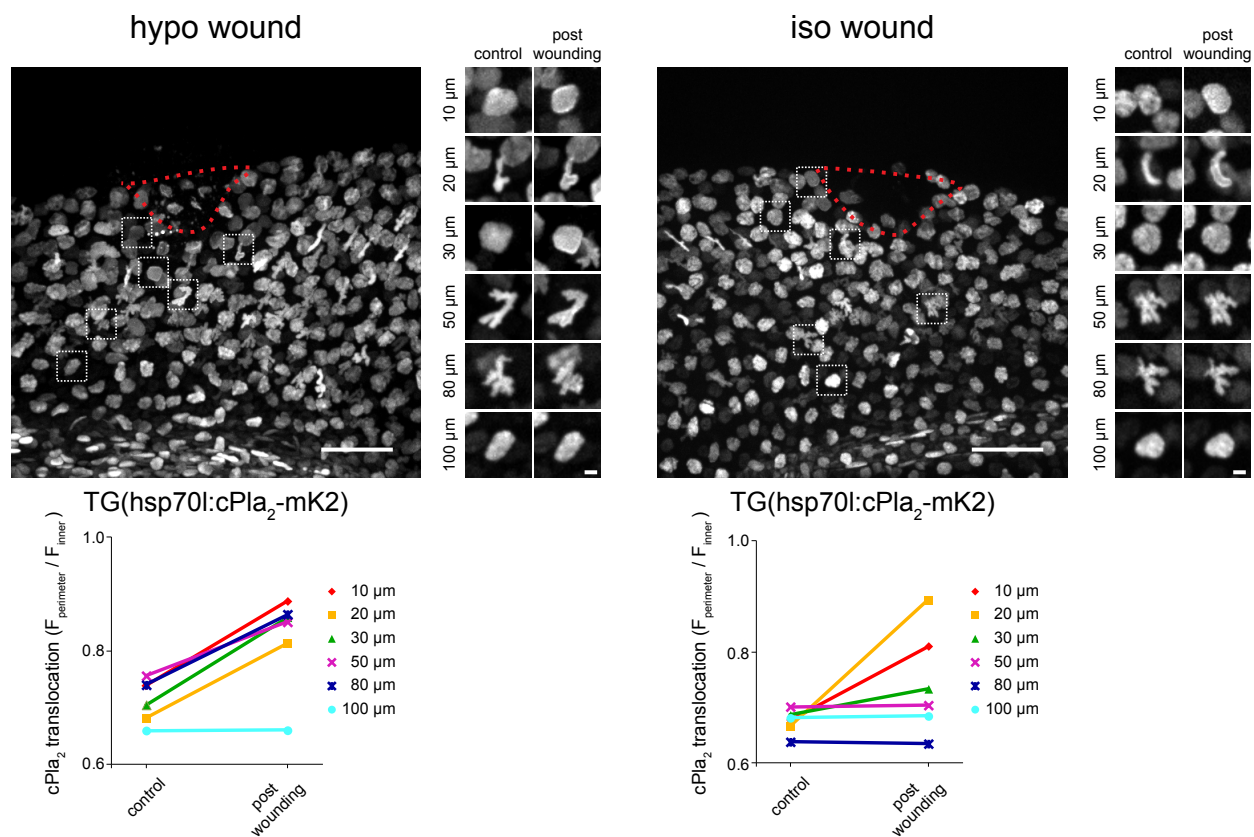 hypo wound
control
post
wounding
10 µm
20 µm
30 µm
50 µm
80 µm
100 µm
TG(hsp70l:cPla2-mK2)
cPla2 translocation (Fperimeter / Finner)
1.0
0.8
0.6
control
post
wounding
10 µm
20 µm
30 µm
50 µm
80 µm
100 µm
iso wound
control
post
wounding
10 µm
20 µm
30 µm
50 µm
80 µm
100 µm
TG(hsp70l:cPla2-mK2)
cPla2 translocation (Fperimeter / Finner)
1.0
0.8
0.6
control
post
wounding
10 µm
20 µm
30 µm
50 µm
80 µm
100 µm